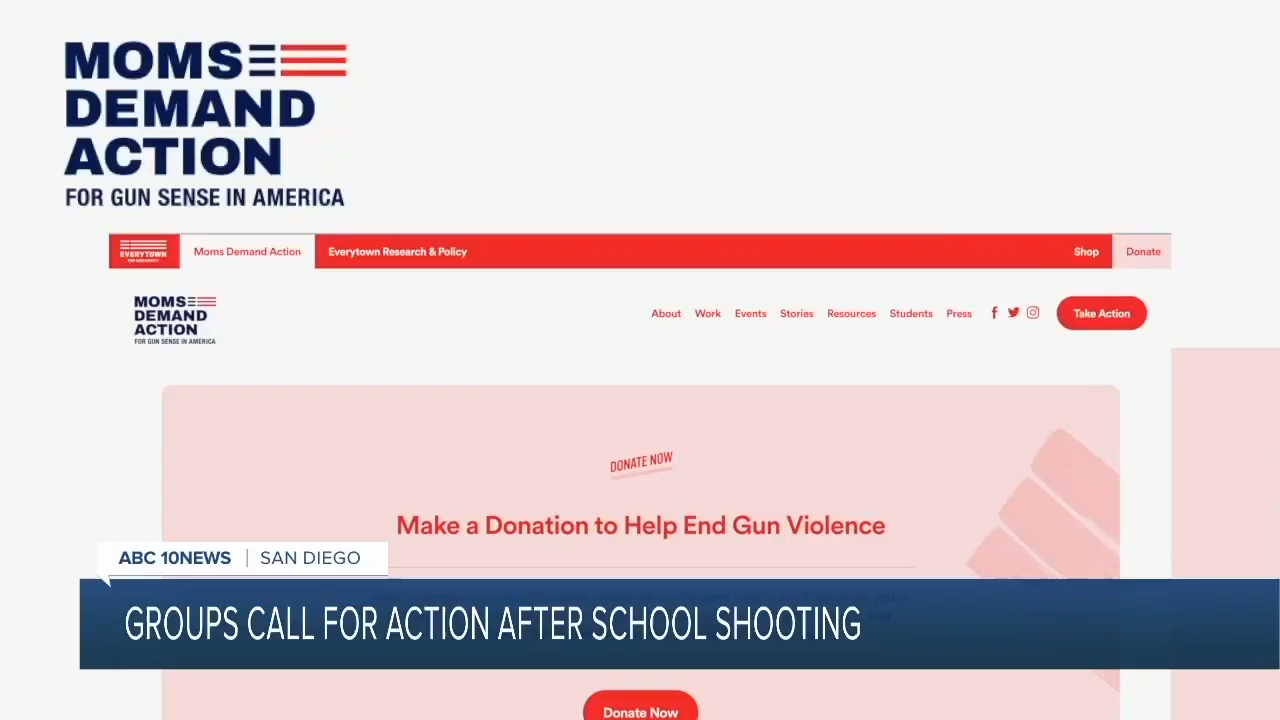 MOMS
DEMAND
ACTION
FOR GUN SENSE IN AMERICA
EVERYTOWN
Moms Demand Action
Everytown Research & Policy
Shop
Donate
MOMS
DEMAND
ACTION
FOR GUN SENSE IN AMERICA
About Work Events Stories Resources Students Press
Take Action
DONATE NOW
Make a Donation to Help End Gun Violence
ABC 10NEWS | SAN DIEGO
GROUPS CALL FOR ACTION AFTER SCHOOL SHOOTING
Donate Now